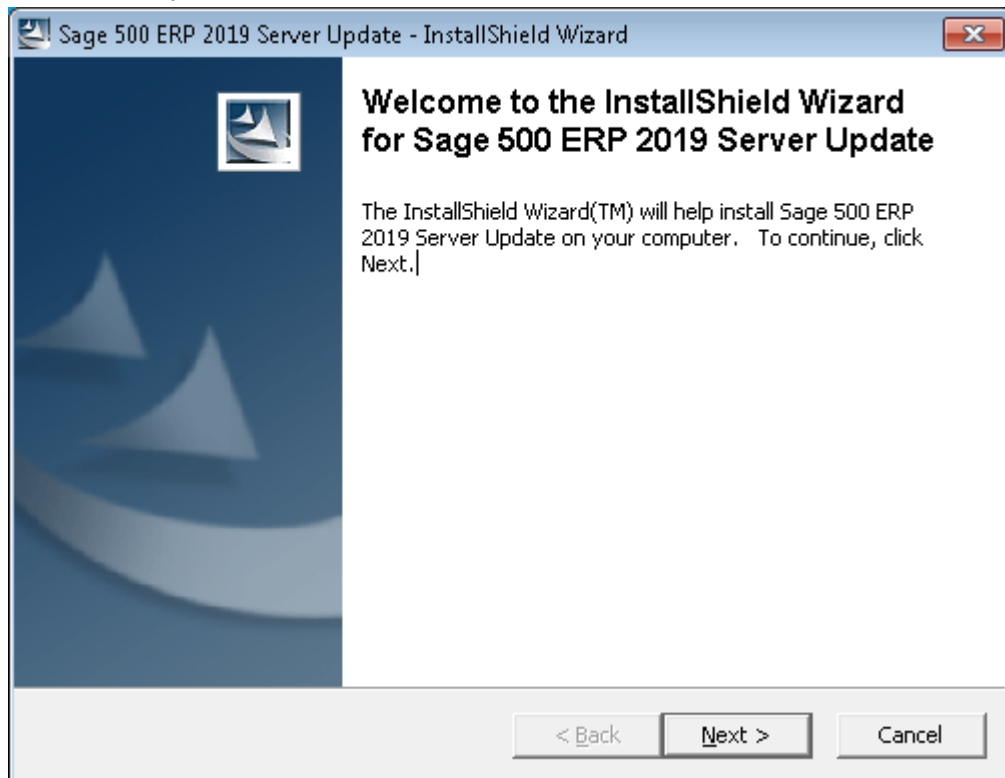 Sage 500 ERP 2019 Server Update - InstallShield Wizard
Welcome to the InstallShield Wizard
for Sage 500 ERP 2019 Server Update
The InstallShield Wizard(TM) will help install Sage 500 ERP
2019 Server Update on your computer.   To continue, click
Next.
< Back
Next >
Cancel